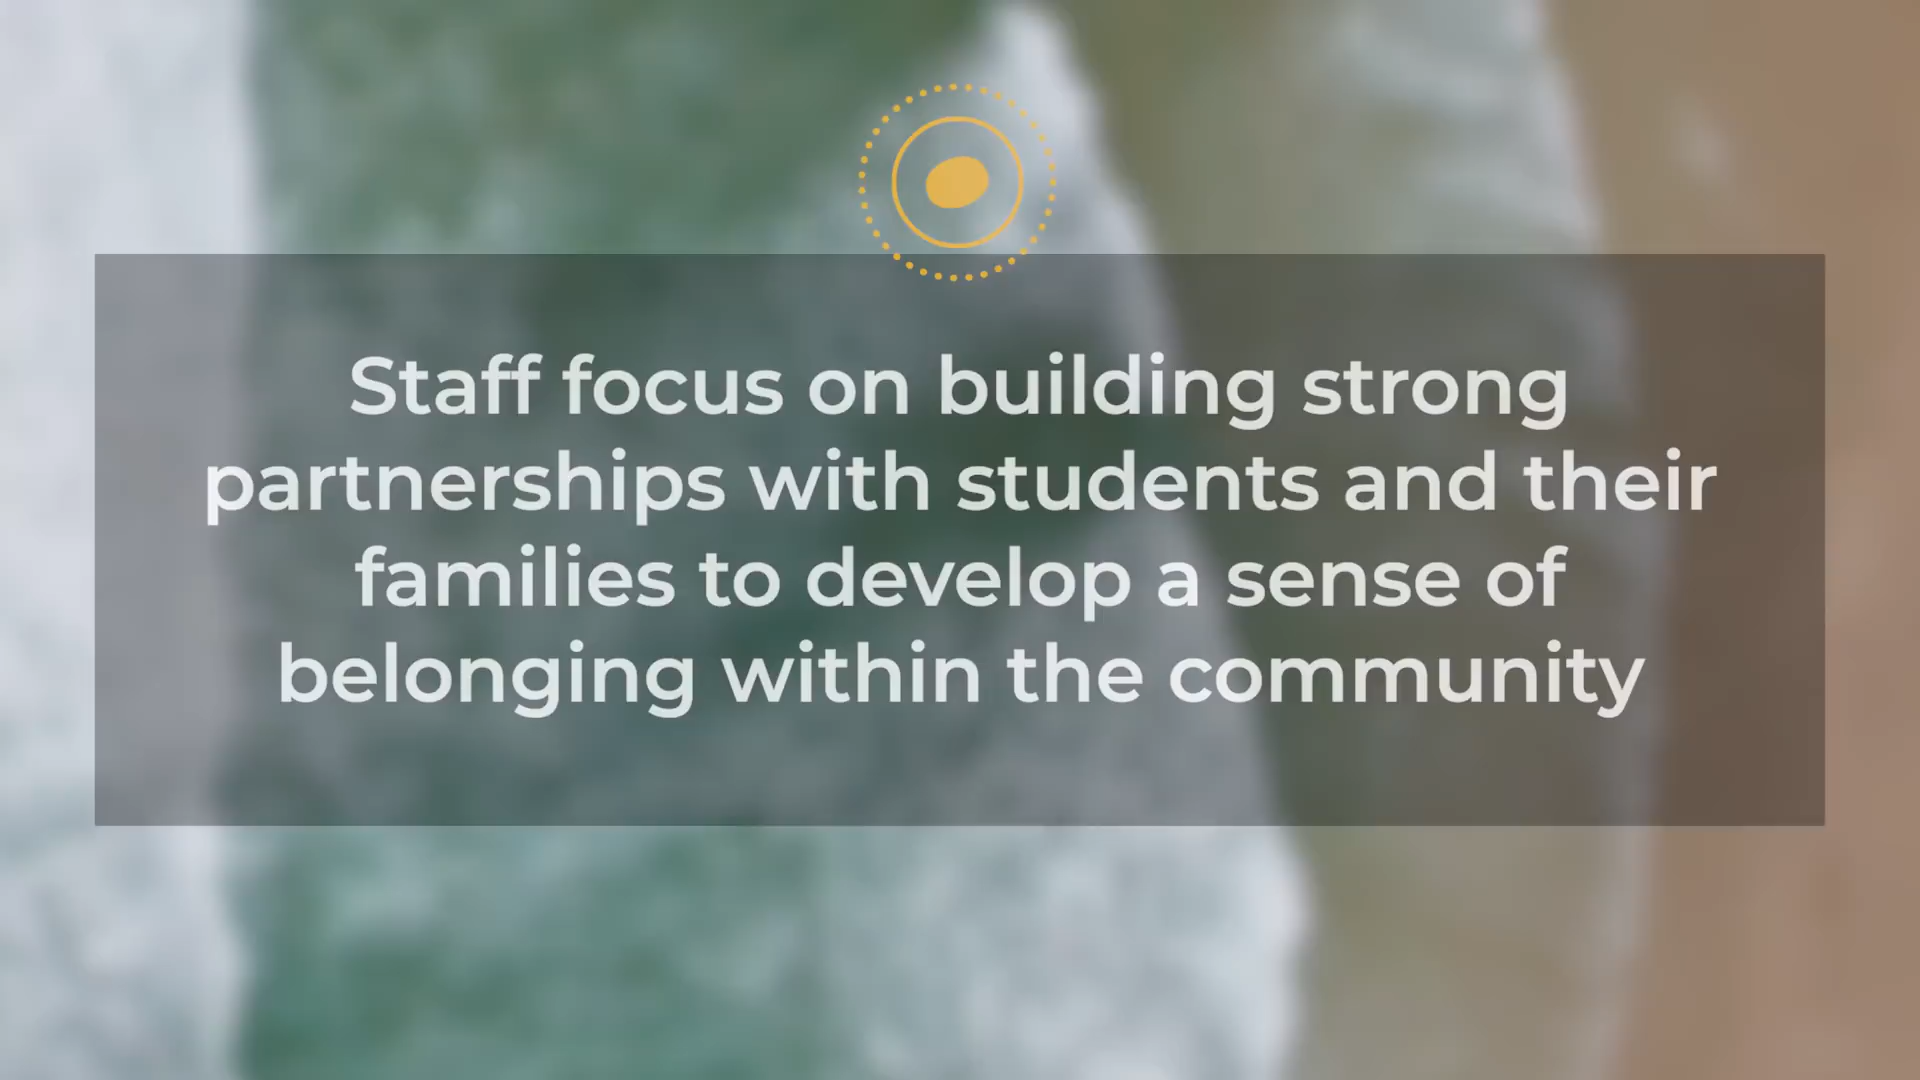 Staff focus on building strong
partnerships with students and their
families to develop a sense of
belonging within the community